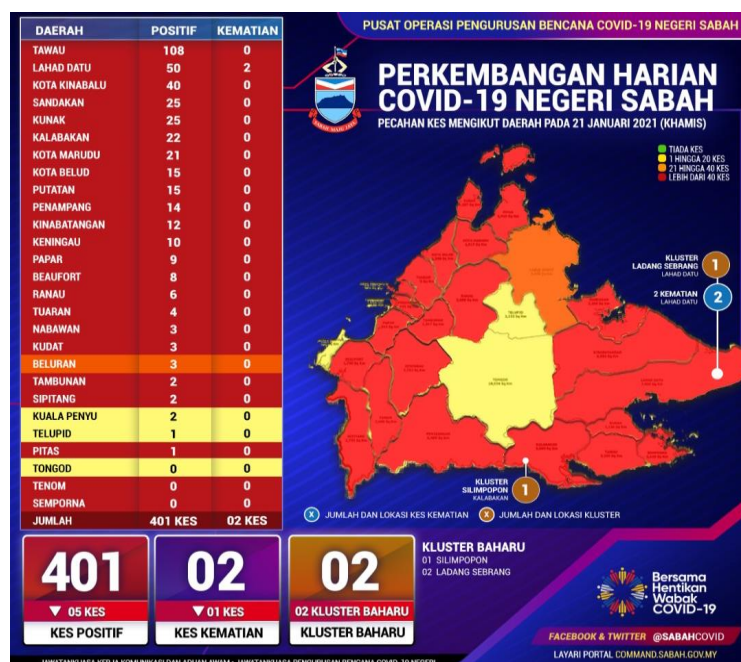 PUSAT OPERASI PENGURUSAN BENCANA COVID-19 NEGERI SABAH
PERKEMBANGAN HARIAN
COVID-19 NEGERI SABAH
PECAHAN KES MENGIKUT DAERAH PADA 21 JANUARI 2021 (KHAMIS)
DAERAH POSITIF KEMATIAN
TAWAU 108 0
LAHAD DATU 50 2
KOTA KINABALU 40 0
SANDAKAN 25 0
KUNAK 25 0
KALABAKAN 22 0
KOTA MARUDU 21 0
KOTA BELUD 15 0
PUTATAN 15 0
PENAMPANG 14 0
KINABATANGAN 12 0
KENINGAU 10 0
PAPAR 9 0
BEAUFORT 8 0
RANAU 6 0
TUARAN 4 0
NABAWAN 3 0
KUDAT 3 0
BELURAN 3 0
TAMBUNAN 2 0
SIPITANG 2 0
KUALA PENYU 2 0
TELUPID 1 0
PITAS 1 0
TONGOD 0 0
TENOM 0 0
SEMPORNA 0 0
JUMLAH 401 KES 02 KES
TIADA KES
1 HINGGA 20 KES
21 HINGGA 40 KES
LEBIH DARI 40 KES
KLUSTER
LADANG SEBRANG
LAHAD DATU
1
2 KEMATIAN
LAHAD DATU
2
TELUPID
TONGOD
KLUSTER
SILIMPOPON
KALABAKAN
1
X JUMLAH DAN LOKASI KES KEMATIAN
X JUMLAH DAN LOKASI KLUSTER
401
05 KES
KES POSITIF
02
01 KES
KES KEMATIAN
02
02 KLUSTER BAHARU
KLUSTER BAHARU
KLUSTER BAHARU
01 SILIMPOPON
02 LADANG SEBRANG
Bersama
Hentikan
Wabak
COVID-19
FACEBOOK & TWITTER @SABAHCOVID
LAYARI PORTAL COMMAND.SABAH.GOV.MY